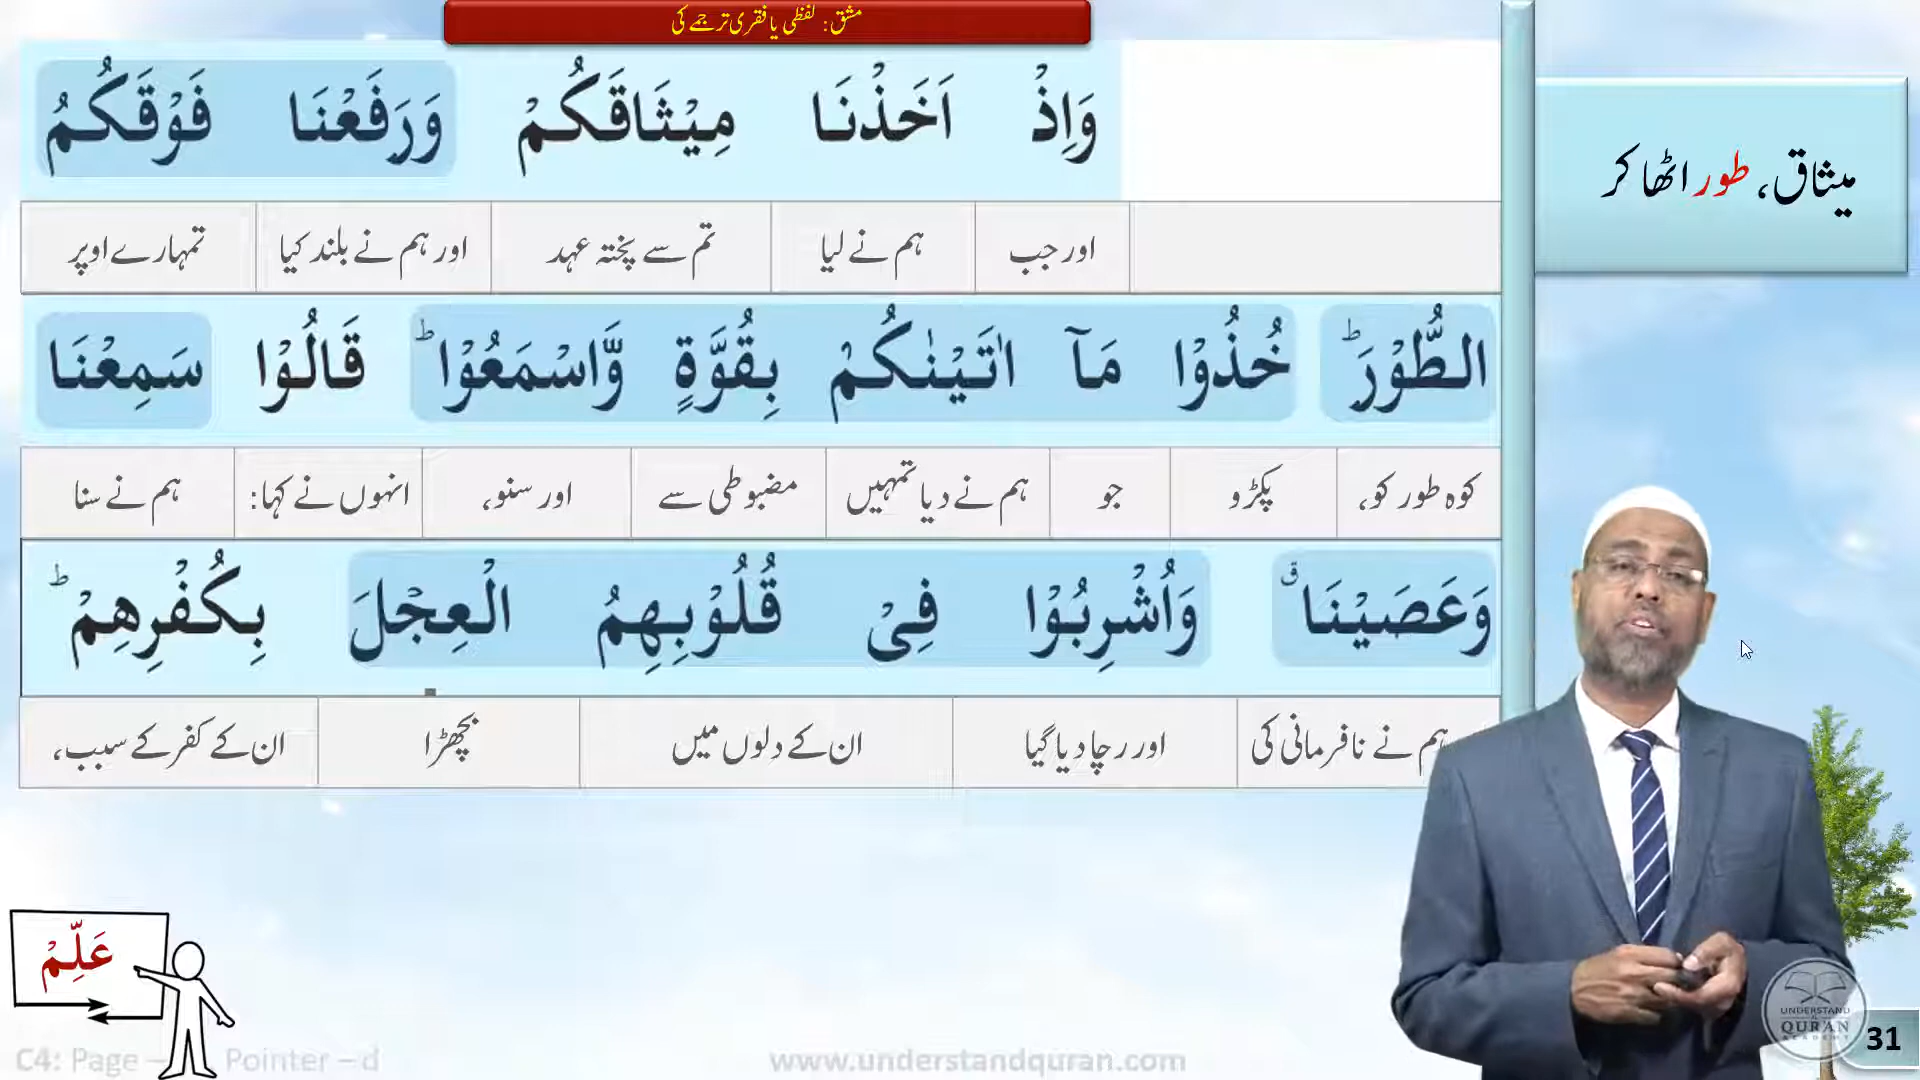 مشق: لفظی یا فقری ترجمے کی
میثاق، طور اٹھا کر
وَاِذْ اَخَذْنَا مِيْثَاقَكُمْ وَرَفَعْنَا فَوْقَكُمُ
اور جب ہم نے لیا تم سے پختہ عہد اور ہم نے بلند کیا تمہارے اوپر
الطُّوْرَ ؕ خُذُوْا مَآ اٰتَيْنٰكُمْ بِقُوَّةٍ وَّاسْمَعُوْا ؕ قَالُوْا سَمِعْنَا
کوہ طور کو، پکڑو جو ہم نے دیا تمہیں مضبوطی سے اور سنو، انہوں نے کہا: ہم نے سنا
وَعَصَيْنَا ۗ وَاُشْرِبُوْا فِيْ قُلُوْبِهِمُ الْعِجْلَ بِكُفْرِهِمْ ؕ
ہم نے نافرمانی کی اور رچا دیا گیا ان کے دلوں میں بچھڑا ان کے کفر کے سبب،
عَلِّمْ
C4: Page – Pointer – d
www.understandquran.com
UNDERSTAND
QURAN
ACADEMY
31